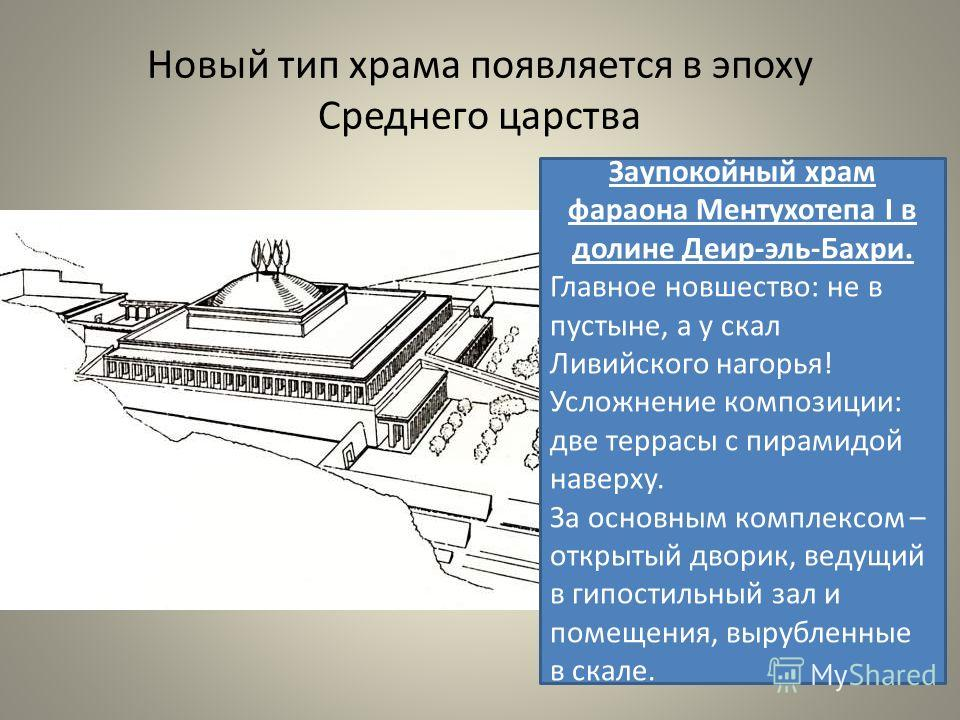 Новый тип храма появляется в эпоху
Среднего царства
Заупокойный храм
фараона Ментухотепа I в
долине Деир-эль-Бахри.
Главное новшество: не в
пустыне, а у скал
Ливийского нагорья!
Усложнение композиции:
две террасы с пирамидой
наверху.
За основным комплексом –
открытый дворик, ведущий
в гипостильный зал и
помещения, вырубленные
в скале.
MyShared